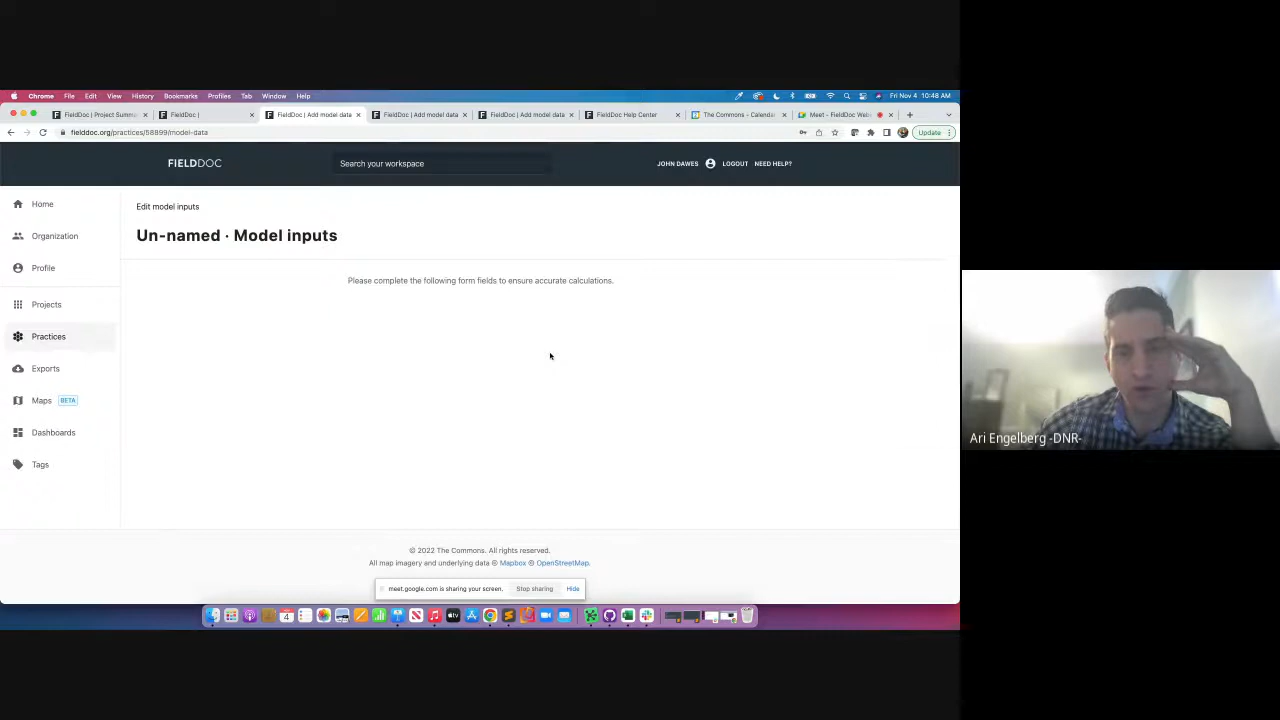 Chrome File Edit View History Bookmarks Profiles Tab Window Help
Fri Nov 4 10:48 AM
FieldDoc | Project Summa
FieldDoc |
FieldDoc | Add model data
FieldDoc | Add model data
FieldDoc | Add model data
FieldDoc Help Center
The Commons - Calenda
Meet - FieldDoc Web
fielddoc.org/practices/58899/model-data
Update
FIELDDOC
Search your workspace
JOHN DAWES
LOGOUT
NEED HELP?
Home
Organization
Profile
Projects
Practices
Exports
Maps BETA
Dashboards
Tags
Edit model inputs
Un-named · Model inputs
Please complete the following form fields to ensure accurate calculations.
© 2022 The Commons. All rights reserved.
All map imagery and underlying data © Mapbox © OpenStreetMap.
meet.google.com is sharing your screen.
Stop sharing
Hide
4
Ari Engelberg -DNR-